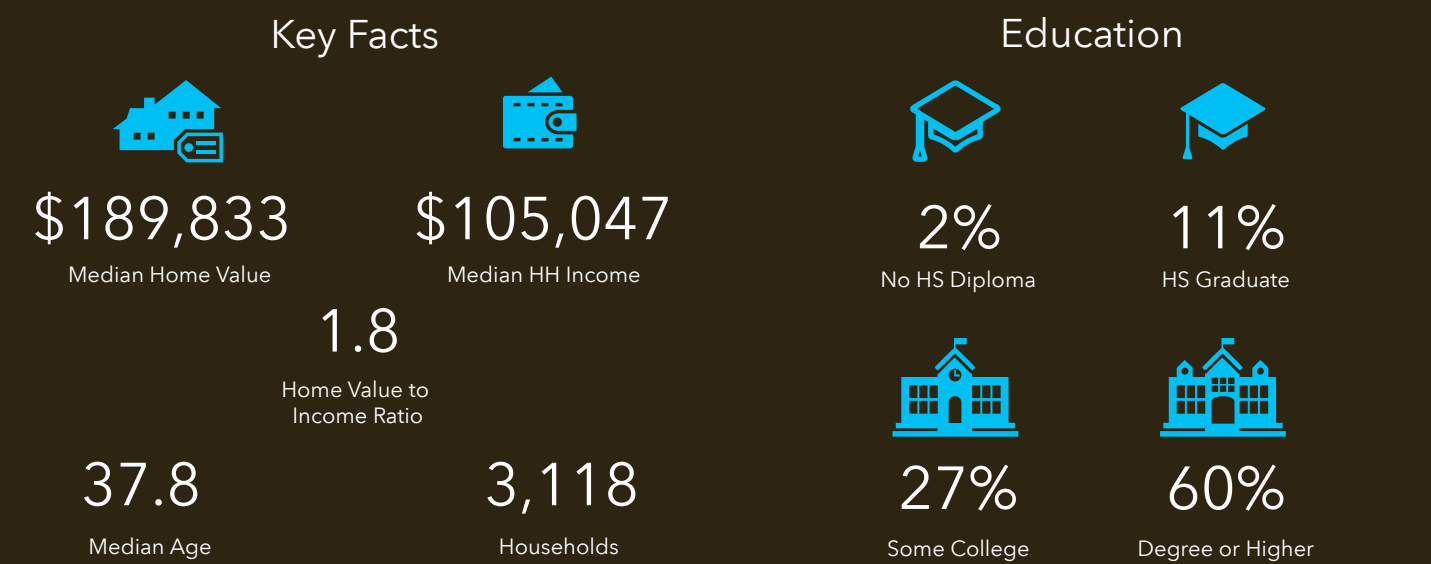 Key Facts
$189,833
Median Home Value
$105,047
Median HH Income
1.8
Home Value to
Income Ratio
37.8
Median Age
3,118
Households
Education
2%
No HS Diploma
11%
HS Graduate
27%
Some College
60%
Degree or Higher